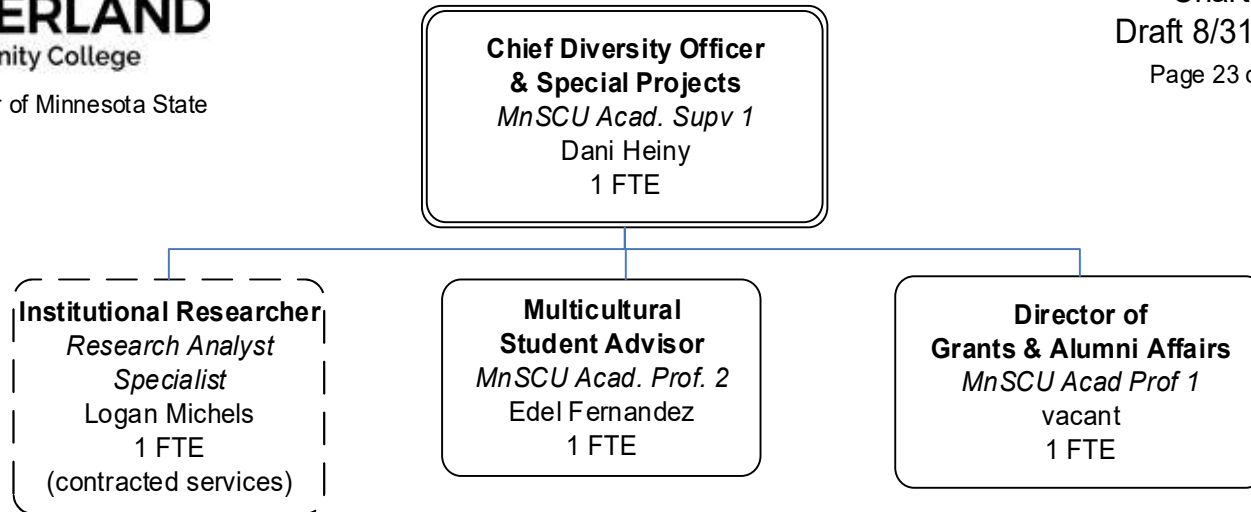 ERLAND
nity College
r of Minnesota State
Chart
Draft 8/31
Page 23 o
Chief Diversity Officer
& Special Projects
MnSCU Acad. Supv 1
Dani Heiny
1 FTE
Institutional Researcher
Research Analyst
Specialist
Logan Michels
1 FTE
(contracted services)
Multicultural
Student Advisor
MnSCU Acad. Prof. 2
Edel Fernandez
1 FTE
Director of
Grants & Alumni Affairs
MnSCU Acad Prof 1
vacant
1 FTE